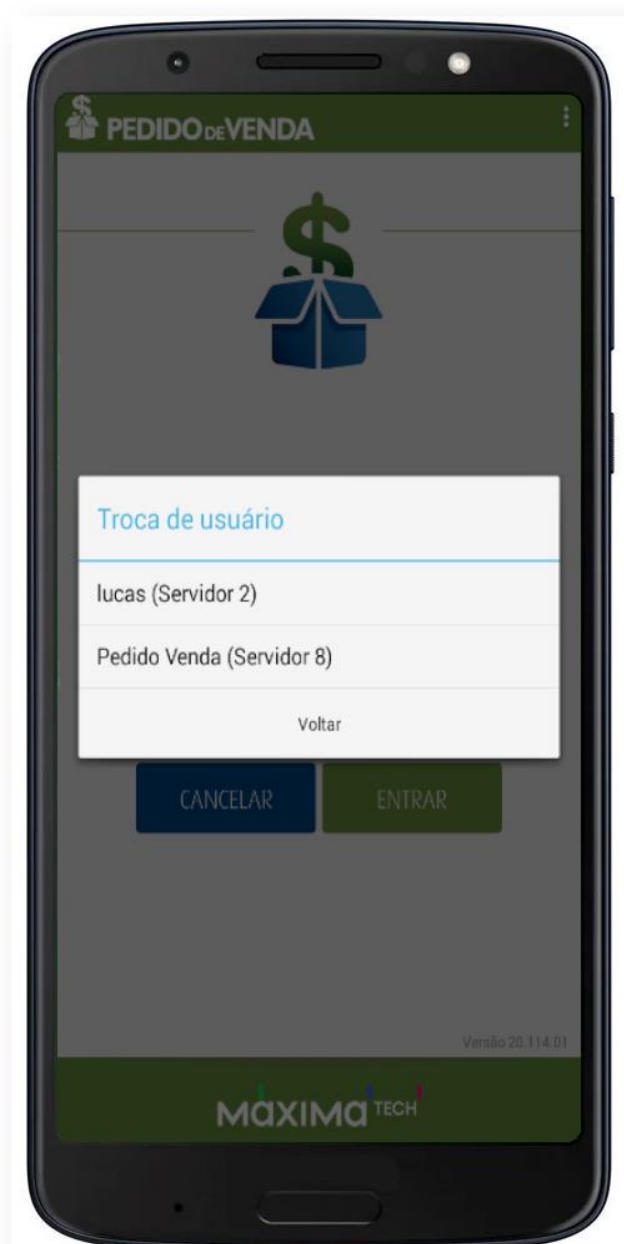 PEDIDO DE VENDA
Troca de usuário
lucas (Servidor 2)
Pedido Venda (Servidor 8)
Voltar
CANCELAR
ENTRAR
Versão 20.114.01
MáXIMa TECH